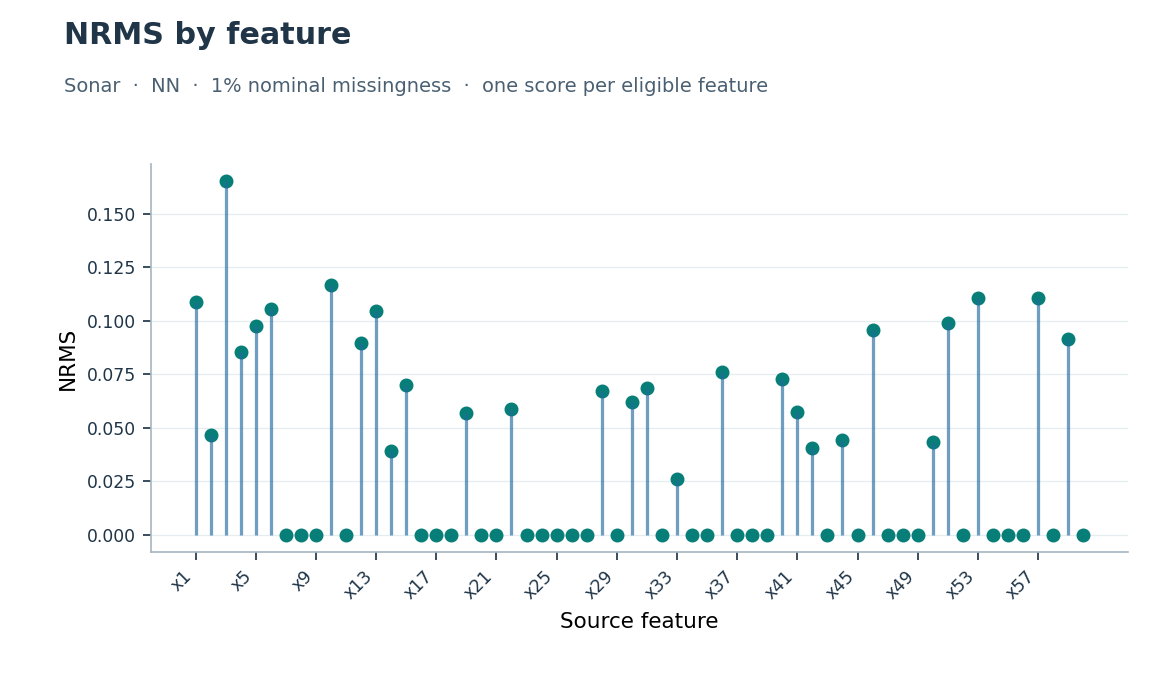 NRMS by feature
Sonar · NN · 1% nominal missingness · one score per eligible feature
0.150
0.125
0.100
0.075
0.050
0.025
0.000
NRMS
x1 x5 x9 x13 x17 x21 x25 x29 x33 x37 x41 x45 x49 x53 x57
Source feature